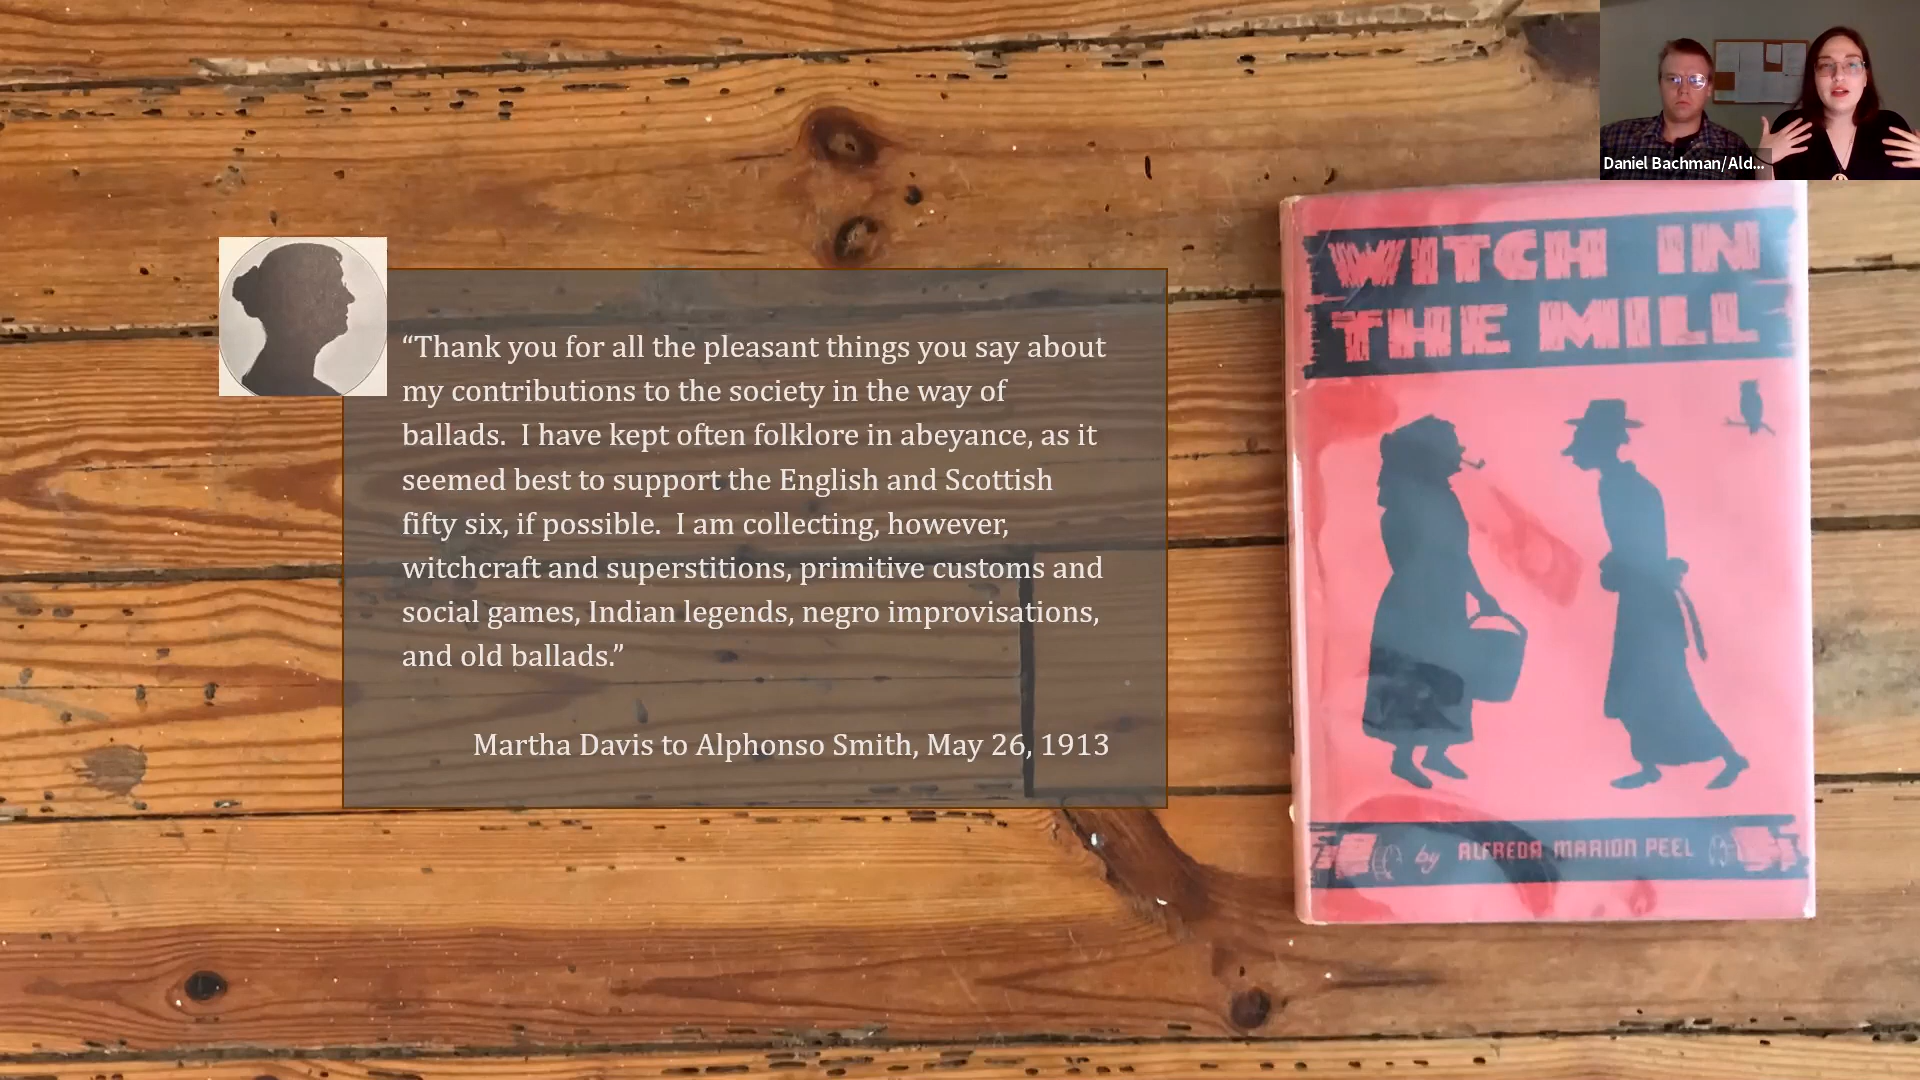 Daniel Bachman/Ald...
WITCH IN
THE MILL
“Thank you for all the pleasant things you say about
my contributions to the society in the way of
ballads.  I have kept often folklore in abeyance, as it
seemed best to support the English and Scottish
fifty six, if possible.  I am collecting, however,
witchcraft and superstitions, primitive customs and
social games, Indian legends, negro improvisations,
and old ballads.”
Martha Davis to Alphonso Smith, May 26, 1913
by ALFREDA MARION PEEL